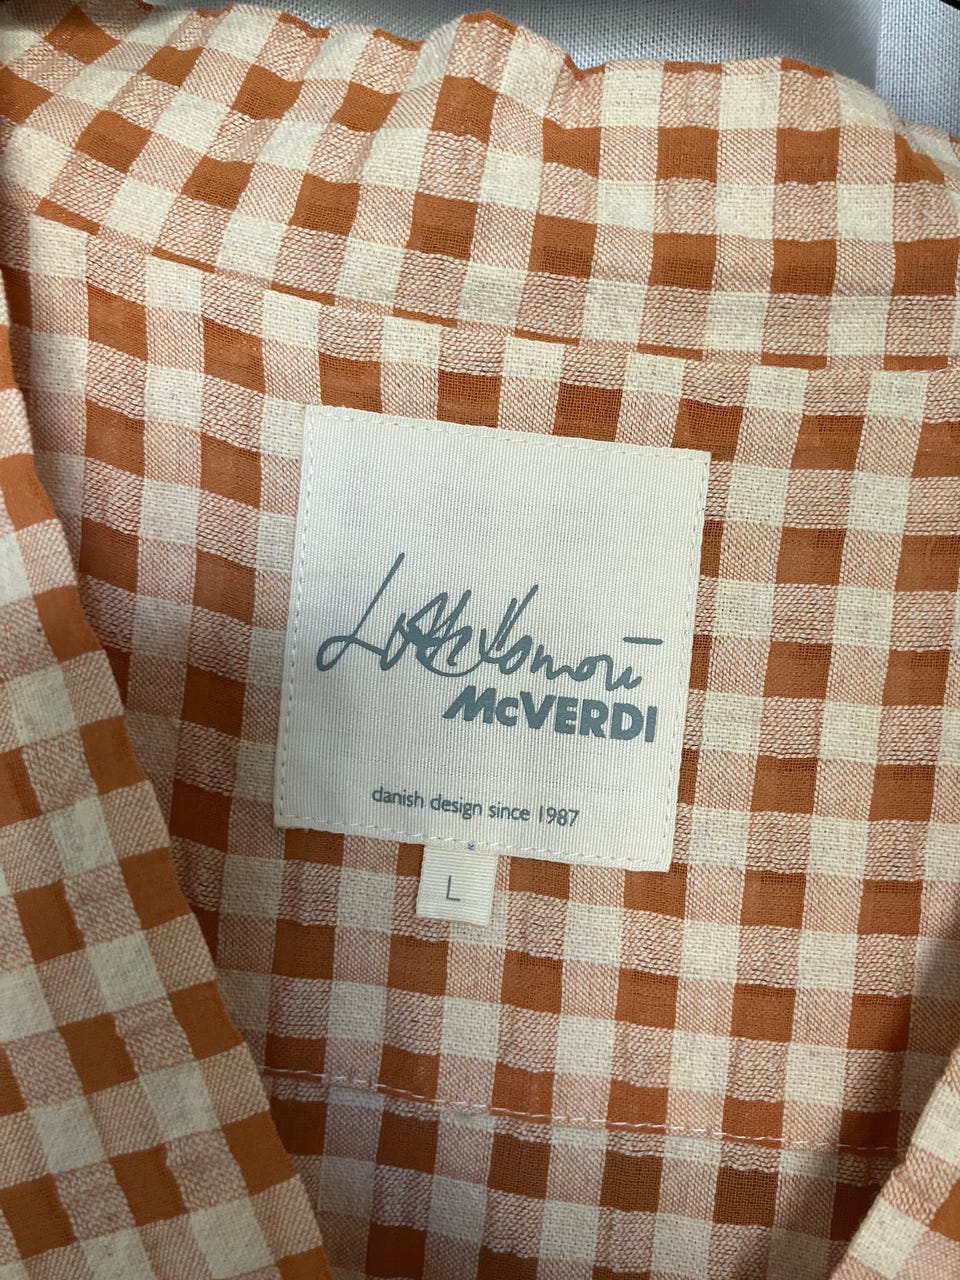 McVERDI
danish design since 1987
L